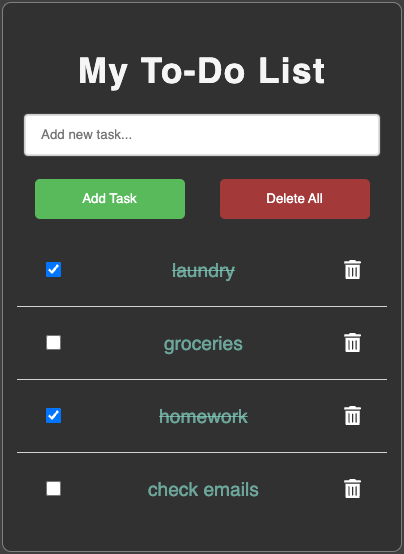 My To-Do List
Add new task...
Add Task Delete All
laundry
groceries
homework
check emails